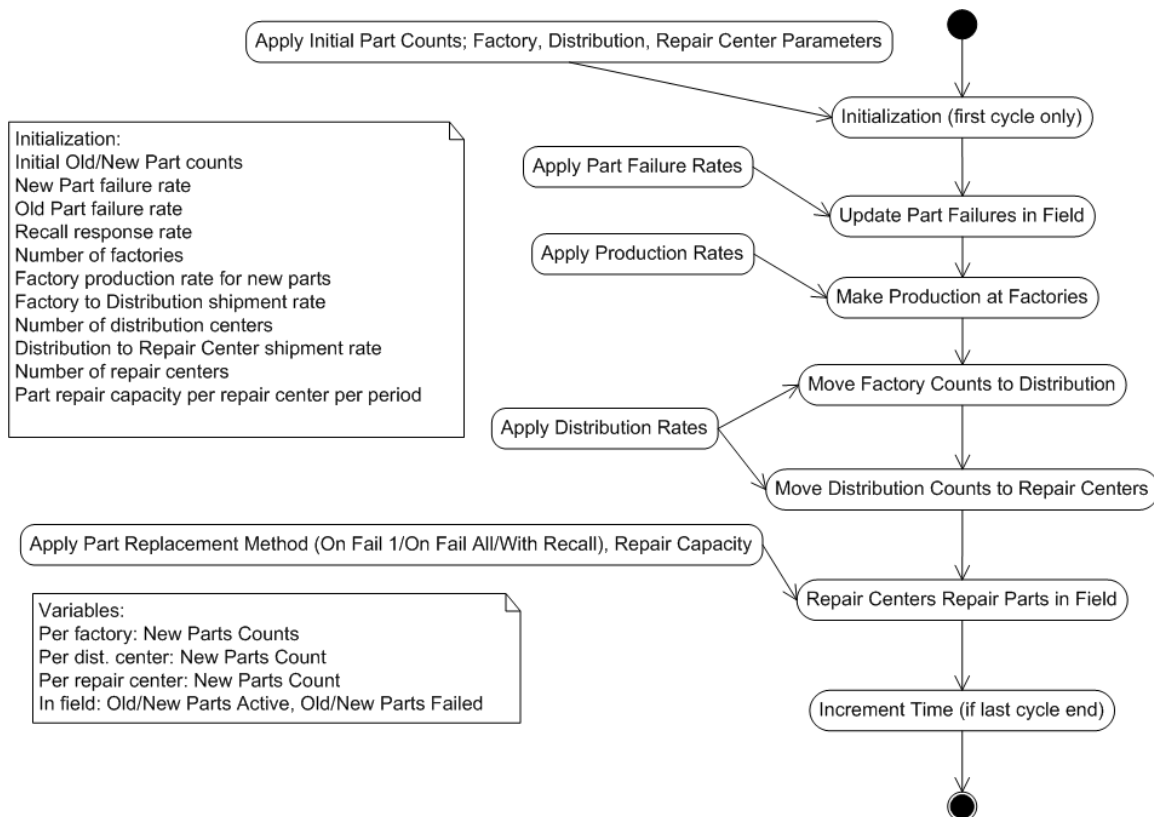 Apply Initial Part Counts; Factory, Distribution, Repair Center Parameters
Initialization (first cycle only)
Initialization:
Initial Old/New Part counts
New Part failure rate
Old Part failure rate
Recall response rate
Number of factories
Factory production rate for new parts
Factory to Distribution shipment rate
Number of distribution centers
Distribution to Repair Center shipment rate
Number of repair centers
Part repair capacity per repair center per period
Apply Part Failure Rates
Update Part Failures in Field
Apply Production Rates
Make Production at Factories
Move Factory Counts to Distribution
Apply Distribution Rates
Move Distribution Counts to Repair Centers
Apply Part Replacement Method (On Fail 1/On Fail All/With Recall), Repair Capacity
Repair Centers Repair Parts in Field
Variables:
Per factory: New Parts Counts
Per dist. center: New Parts Count
Per repair center: New Parts Count
In field: Old/New Parts Active, Old/New Parts Failed
Increment Time (if last cycle end)